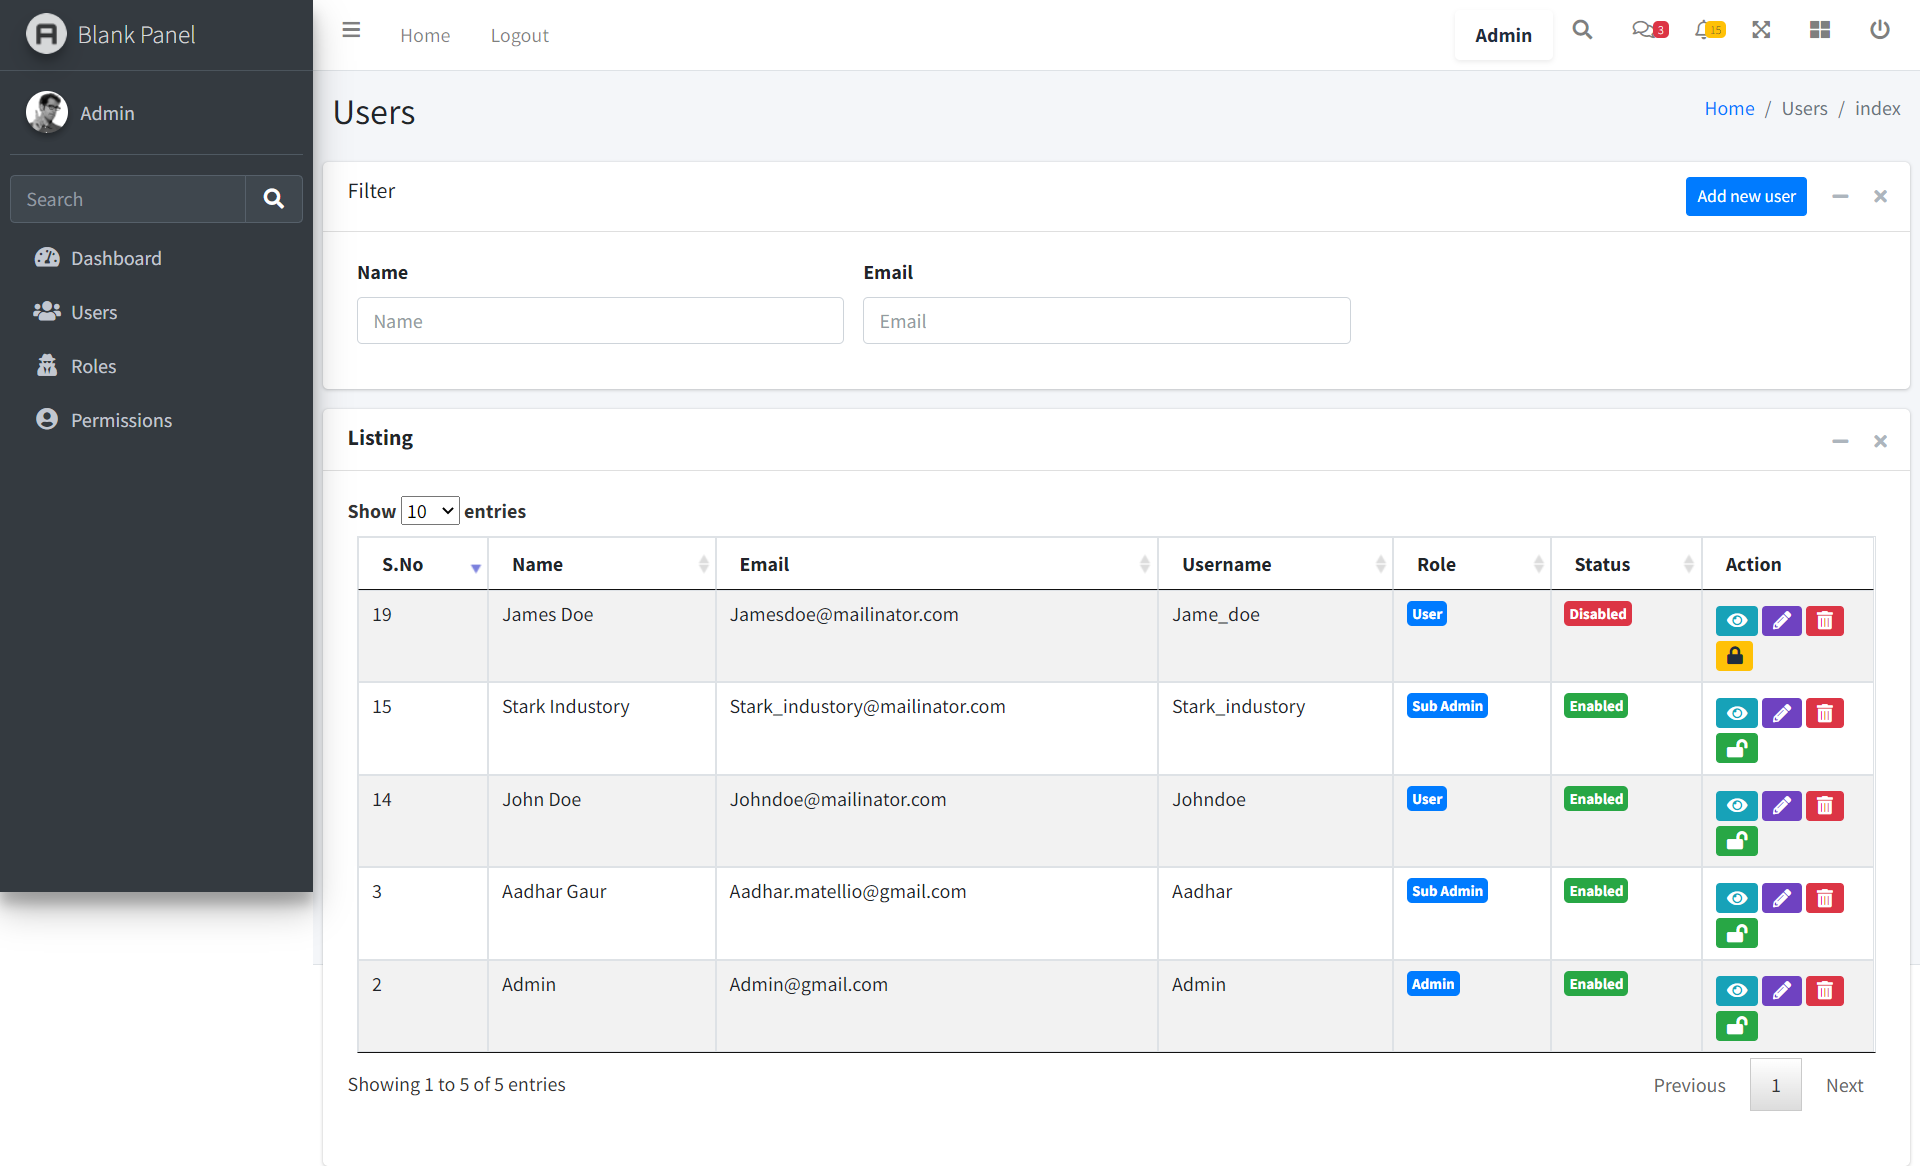 Blank Panel
Home
Logout
Admin
3
15
Admin
Users
Home / Users / index
Search
Dashboard
Users
Roles
Permissions
Filter
Add new user
Name
Email
Name
Email
Listing
Show 10 entries
S.No Name Email Username Role Status Action
19 James Doe Jamesdoe@mailinator.com Jame_doe User Disabled
15 Stark Industory Stark_industory@mailinator.com Stark_industory Sub Admin Enabled
14 John Doe Johndoe@mailinator.com Johndoe User Enabled
3 Aadhar Gaur Aadhar.matellio@gmail.com Aadhar Sub Admin Enabled
2 Admin Admin@gmail.com Admin Admin Enabled
Showing 1 to 5 of 5 entries
Previous 1 Next